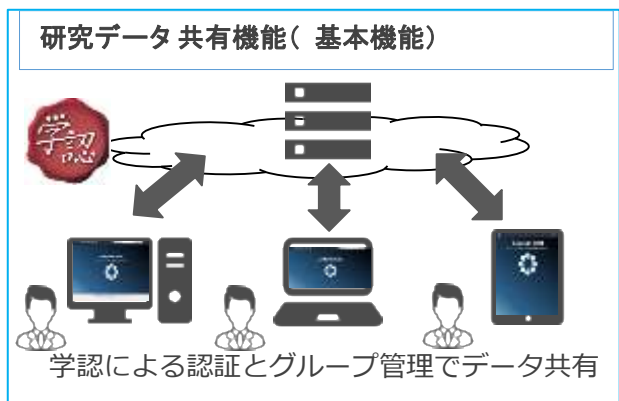 研究データ共有機能( 基本機能)
学認
学認による認証とグループ管理でデータ共有